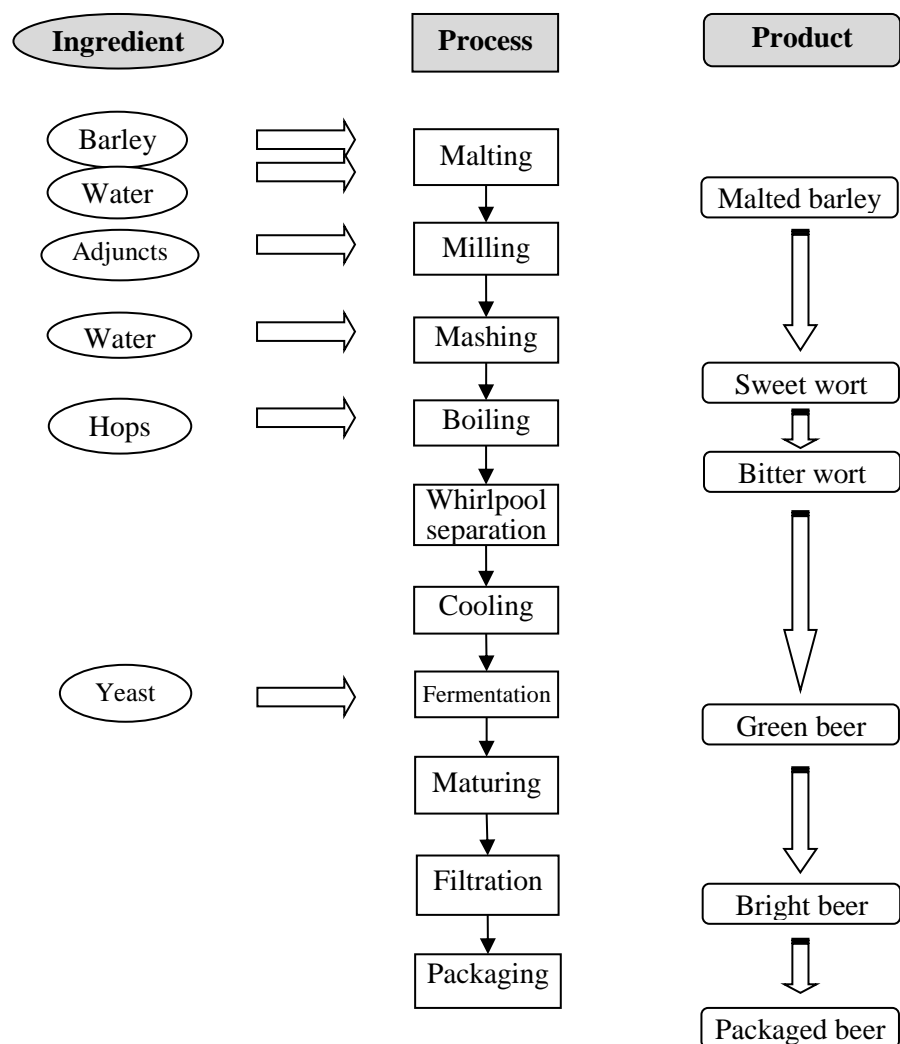 Ingredient
Process
Product
Barley
Malting
Water
Malted barley
Adjuncts
Milling
Water
Mashing
Sweet wort
Hops
Boiling
Bitter wort
Whirlpool
separation
Cooling
Yeast
Fermentation
Green beer
Maturing
Filtration
Bright beer
Packaging
Packaged beer